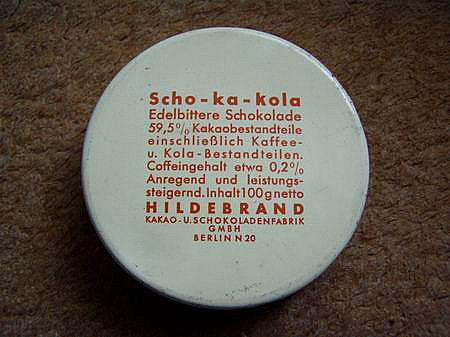 Scho-ka-kola
Edelbittere Schokolade
59,5% Kakaobestandteile
einschließlich Kaffee-
u. Kola-Bestandteilen.
Coffeingehalt etwa 0,2%
Anregend und leistungs-
steigernd. Inhalt 100 g netto
HILDEBRAND
KAKAO- U. SCHOKOLADENFABRIK
GMBH
BERLIN N 20